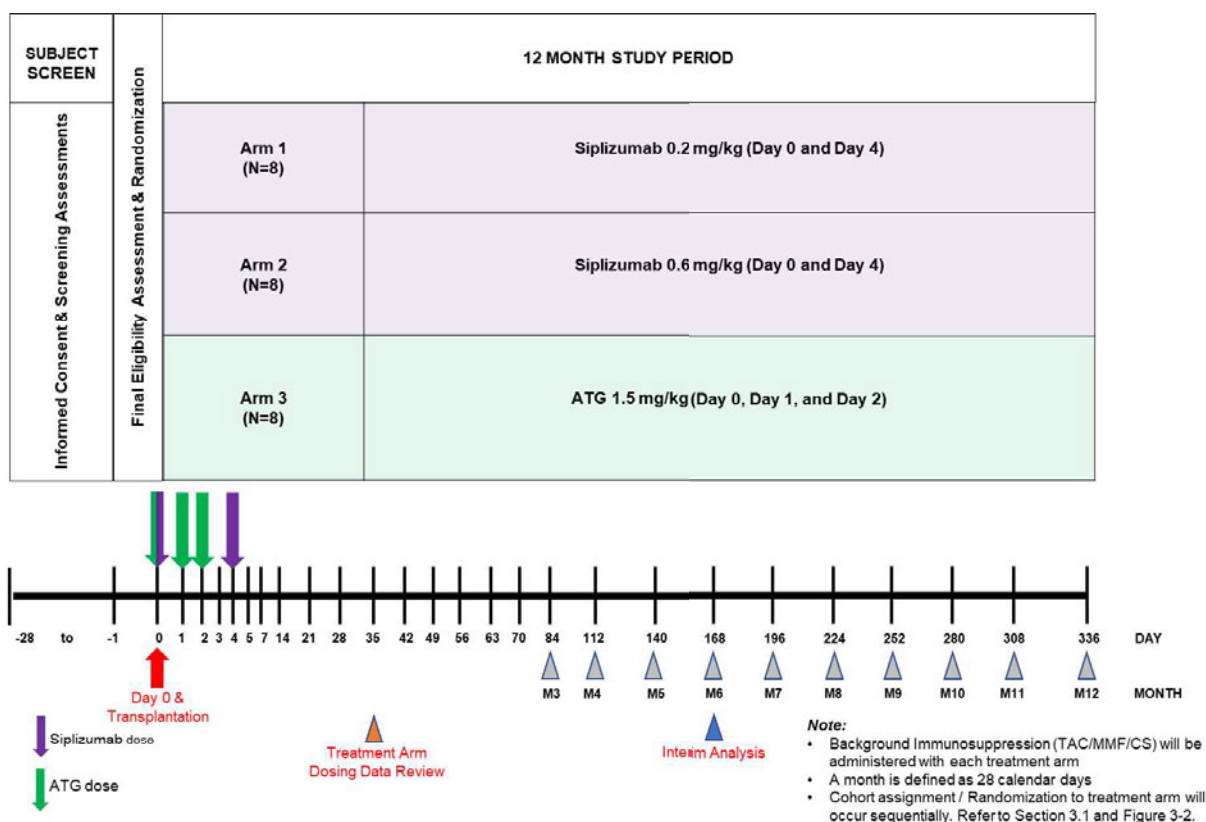 SUBJECT
SCREEN
Final Eligibility Assessment & Randomization
12 MONTH STUDY PERIOD
Informed Consent & Screening Assessments
Arm 1
(N=8)
Siplizumab 0.2 mg/kg (Day 0 and Day 4)
Arm 2
(N=8)
Siplizumab 0.6 mg/kg (Day 0 and Day 4)
Arm 3
(N=8)
ATG 1.5 mg/kg (Day 0, Day 1, and Day 2)
-28 to -1 0 1 2 3 4 5 7 14 21 28 35 42 49 56 63 70 84 112 140 168 196 224 252 280 308 336 DAY
M3 M4 M5 M6 M7 M8 M9 M10 M11 M12 MONTH
Day 0 &
Transplantation
Siplizumab dose
ATG dose
Treatment Arm
Dosing Data Review
Interim Analysis
Note:
• Background Immunosuppression (TAC/MMF/CS) will be
administered with each treatment arm
• A month is defined as 28 calendar days
• Cohort assignment / Randomization to treatment arm will
occur sequentially. Refer to Section 3.1 and Figure 3-2.